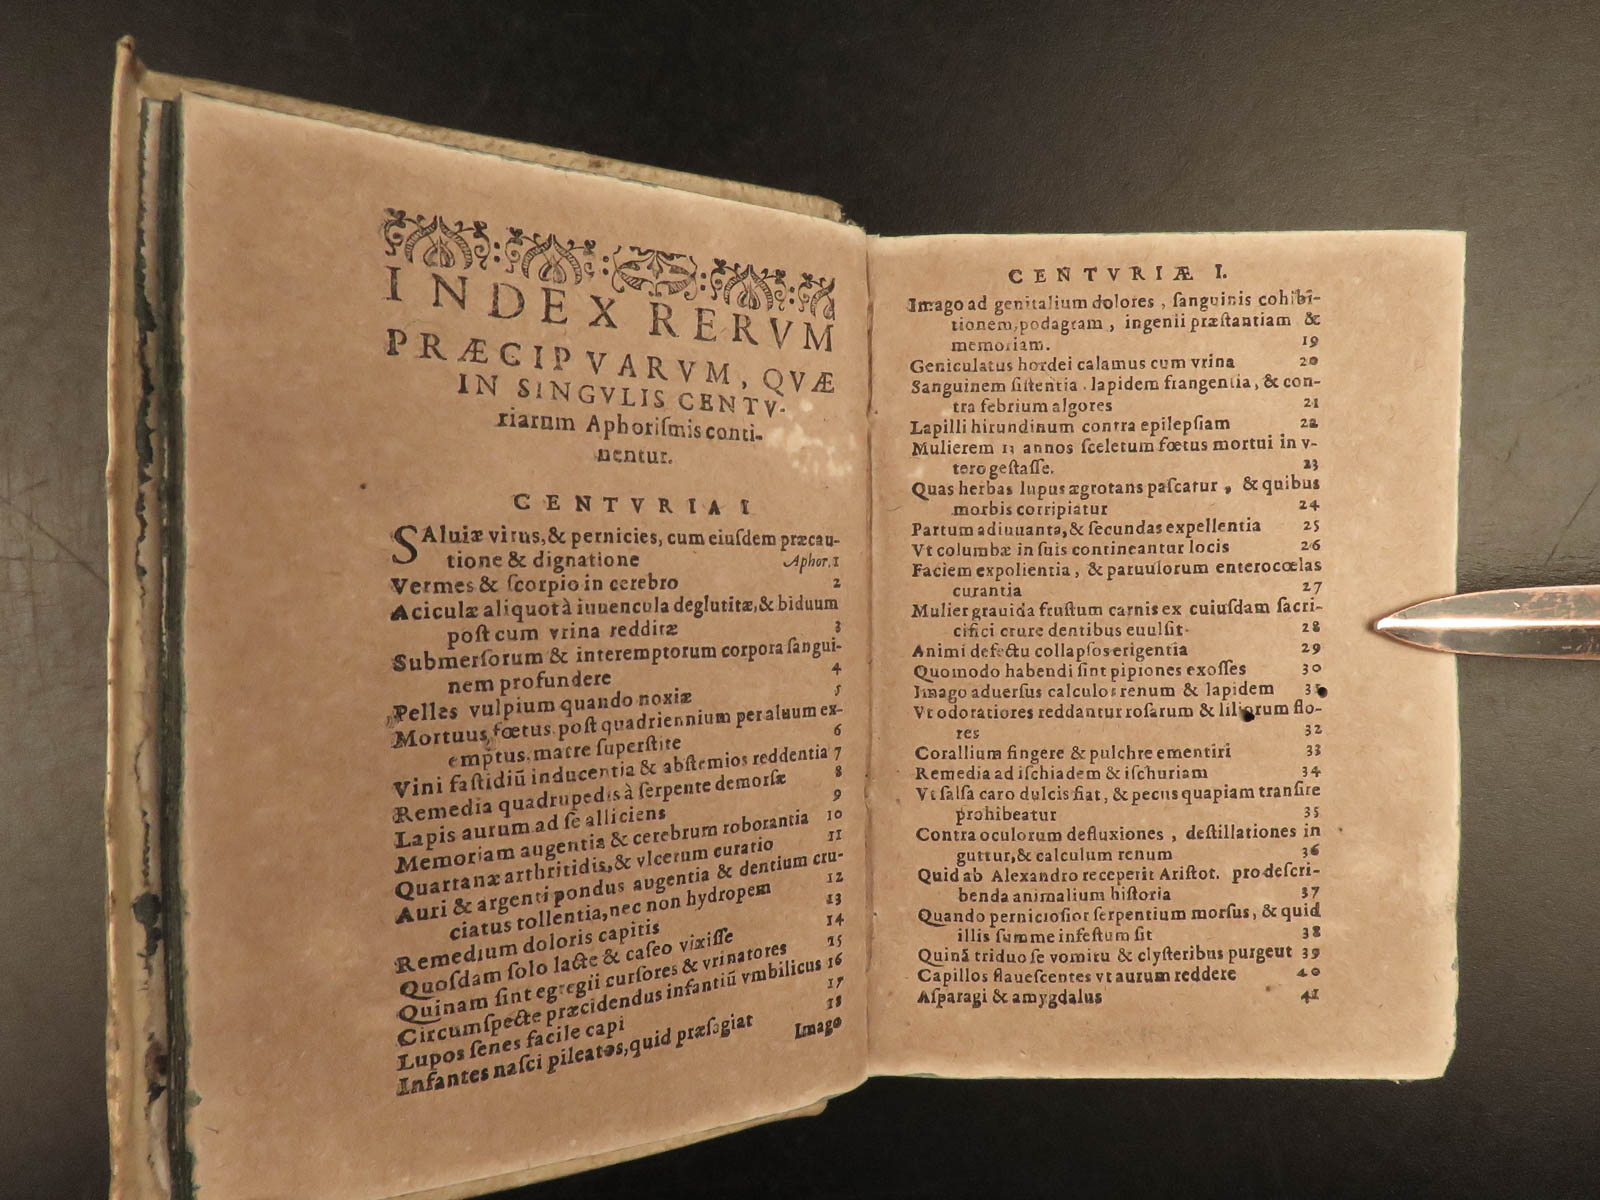 INDEX RERVM
PRÆCIPVARVM, QVÆ
IN SINGVLIS CENTV-
riarum Aphoriſmis conti-
nentur.
CENTVRIA I
SAluiæ virus, & pernicies, cum eiuſdem præcau-
tione & dignatione Aphor. 1
Vermes & ſcorpio in cerebro 2
Aciculæ aliquot à iuuencula deglutitæ, & biduum
poſt cum vrina redditæ 3
Submerſorum & interemptorum corpora ſangui-
nem profundere 4
Pelles vulpium quando noxiæ 5
Mortuus fœtus poſt quadriennium per aluum ex-
emptus, matre ſuperſtite 6
Vini faſtidiũ inducentia & abſtemios reddentia 7
Remedia quadrupedis à ſerpente demorſæ 8
Lapis aurum ad ſe alliciens 9
Memoriam augentia & cerebrum roborantia 10
Quartanæ arthritidis, & vlcerum curatio 11
Auri & argenti pondus augentia & dentium cru-
ciatus tollentia, nec non hydropem 12
Remedium doloris capitis 13
Quoſdam ſolo lacte & caſeo vixiſſe 14
Quinam ſint egregii curſores & vrinatores 15
Circumſpecte præcidendus infantiũ vmbilicus 16
Lupos ſenes facile capi 17
Infantes naſci pileatos, quid præſagiat 18
Imago
CENTVRIÆ I.
Imago ad genitalium dolores, ſanguinis cohibi-
tionem, podagram, ingenii præſtantiam &
memoriam. 19
Geniculatus hordei calamus cum vrina 20
Sanguinem ſiſtentia, lapidem frangentia, & con-
tra febrium algores 21
Lapilli hirundinum contra epilepſiam 22
Mulierem 13 annos ſceletum fœtus mortui in v-
tero geſtaſſe. 23
Quas herbas lupus ægrotans paſcatur, & quibus
morbis corripiatur 24
Partum adiuuanta, & ſecundas expellentia 25
Vt columbæ in ſuis contineantur locis 26
Faciem expolientia, & paruulorum enterocœlas
curantia 27
Mulier grauida fruſtum carnis ex cuiuſdam ſacri-
cifici crure dentibus euulſit. 28
Animi defectu collapſos erigentia 29
Quomodo habendi ſint pipiones exoſſes 30
Imago aduerſus calculos renum & lapidem 31
Vt odoratiores reddantur roſarum & liliorum flo-
res 32
Corallium fingere & pulchre ementiri 33
Remedia ad iſchiadem & iſchuriam 34
Vt ſalſa caro dulcis fiat, & pecus quapiam tranſire
prohibeatur 35
Contra oculorum defluxiones, deſtillationes in
guttur, & calculum renum 36
Quid ab Alexandro receperit Ariſtot. pro deſcri-
benda animalium hiſtoria 37
Quando pernicioſior ſerpentium morſus, & quid
illis ſumme infeſtum ſit 38
Quinã triduo ſe vomitu & clyſteribus purgent 39
Capillos flaueſcentes vt aurum reddere 40
Aſparagi & amygdalus 41